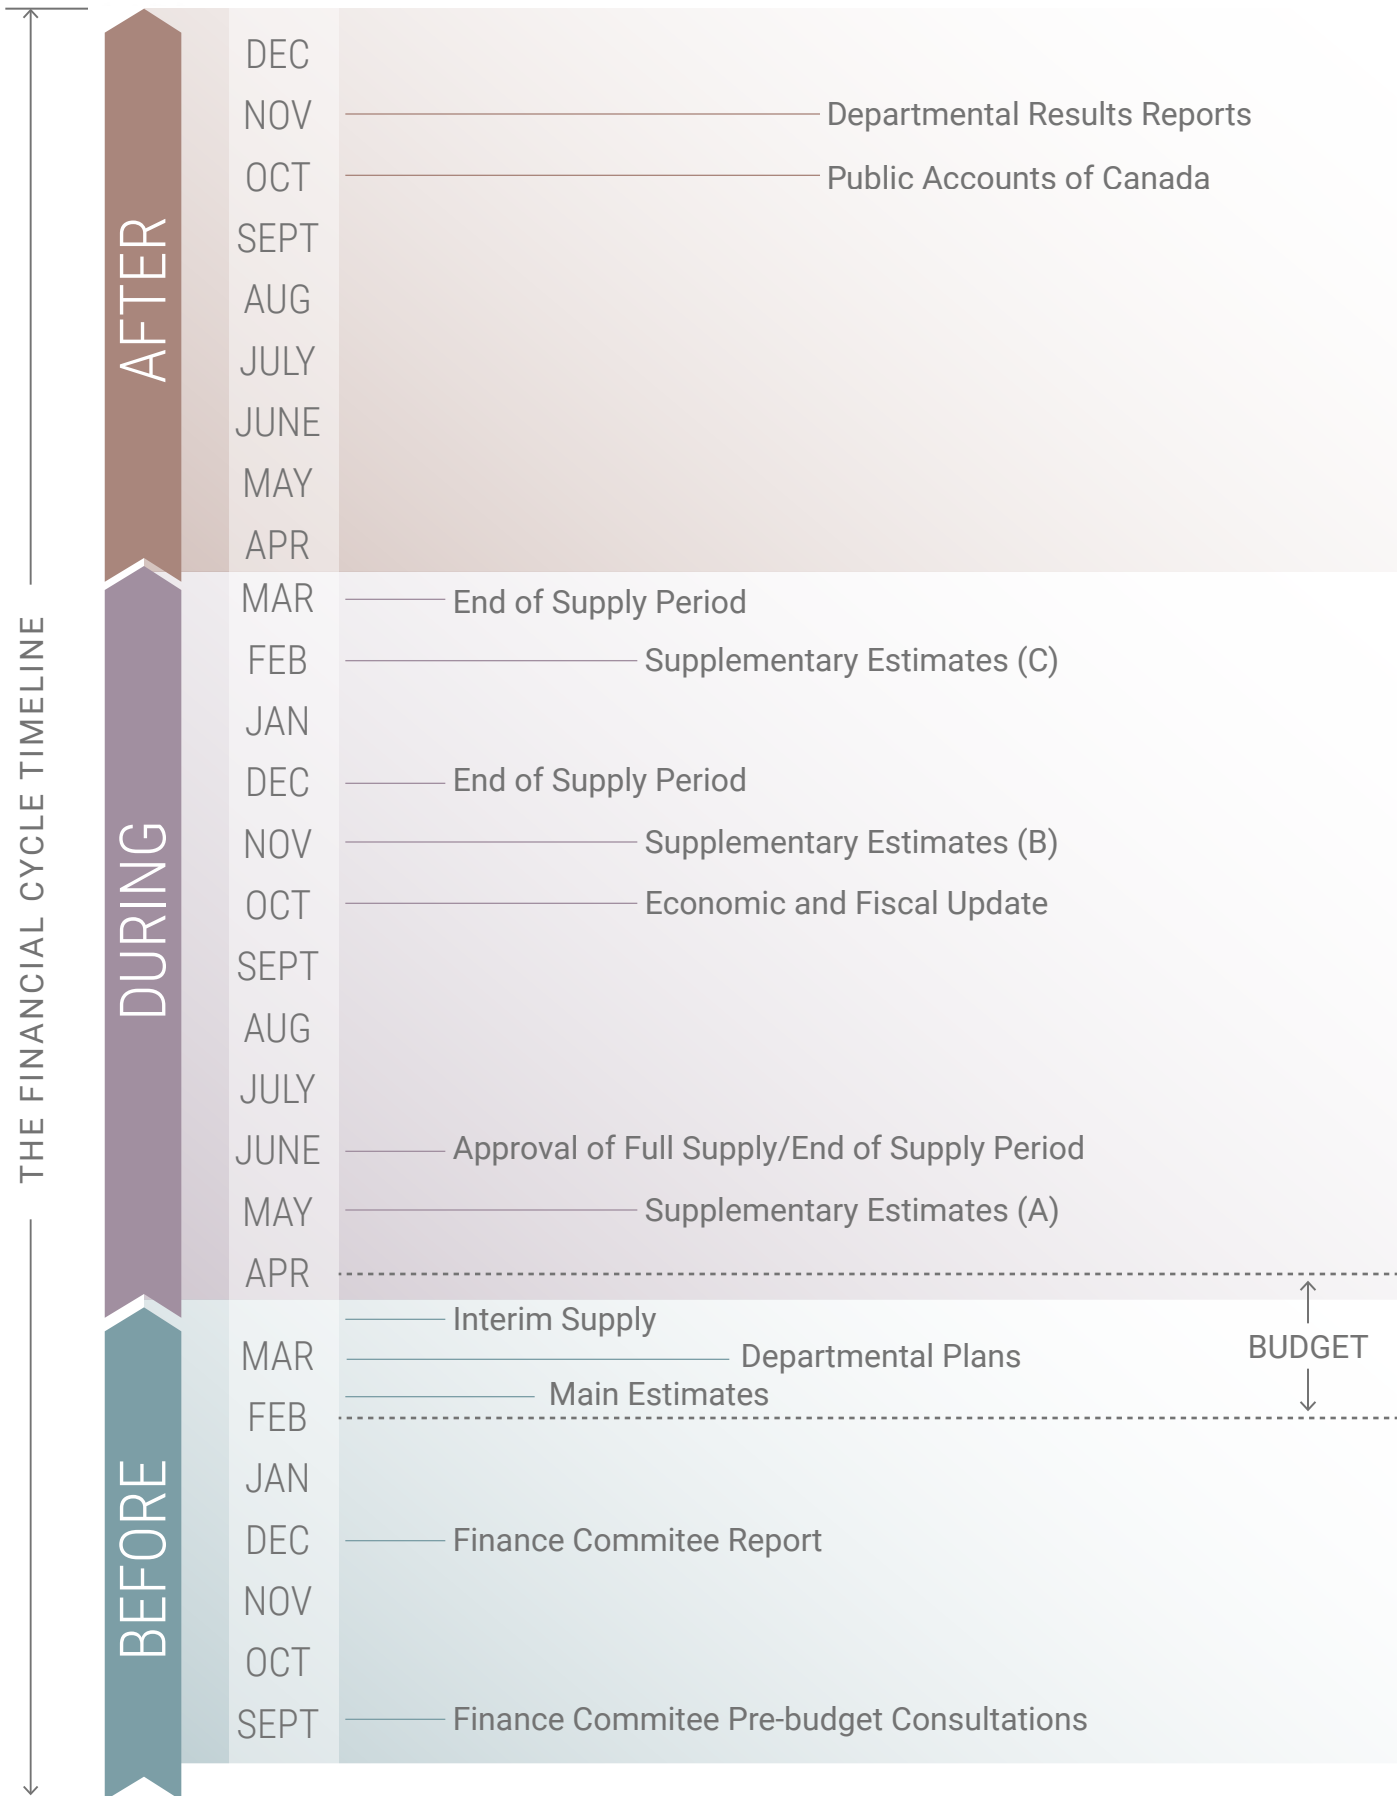 THE FINANCIAL CYCLE TIMELINE
AFTER
DEC
NOV Departmental Results Reports
OCT Public Accounts of Canada
SEPT
AUG
JULY
JUNE
MAY
APR
DURING
MAR End of Supply Period
FEB Supplementary Estimates (C)
JAN
DEC End of Supply Period
NOV Supplementary Estimates (B)
OCT Economic and Fiscal Update
SEPT
AUG
JULY
JUNE Approval of Full Supply/End of Supply Period
MAY Supplementary Estimates (A)
APR
BEFORE
Interim Supply
BUDGET
MAR Departmental Plans
Main Estimates
FEB
JAN
DEC Finance Commitee Report
NOV
OCT
SEPT Finance Commitee Pre-budget Consultations